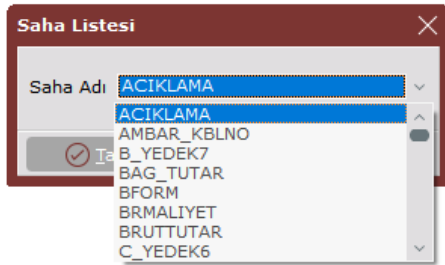 Saha Listesi
Saha Adı ACIKLAMA
ACIKLAMA
AMBAR_KBLNO
B_YEDEK7
BAG_TUTAR
BFORM
BRMALIYET
BRUTTUTAR
C_YEDEK6